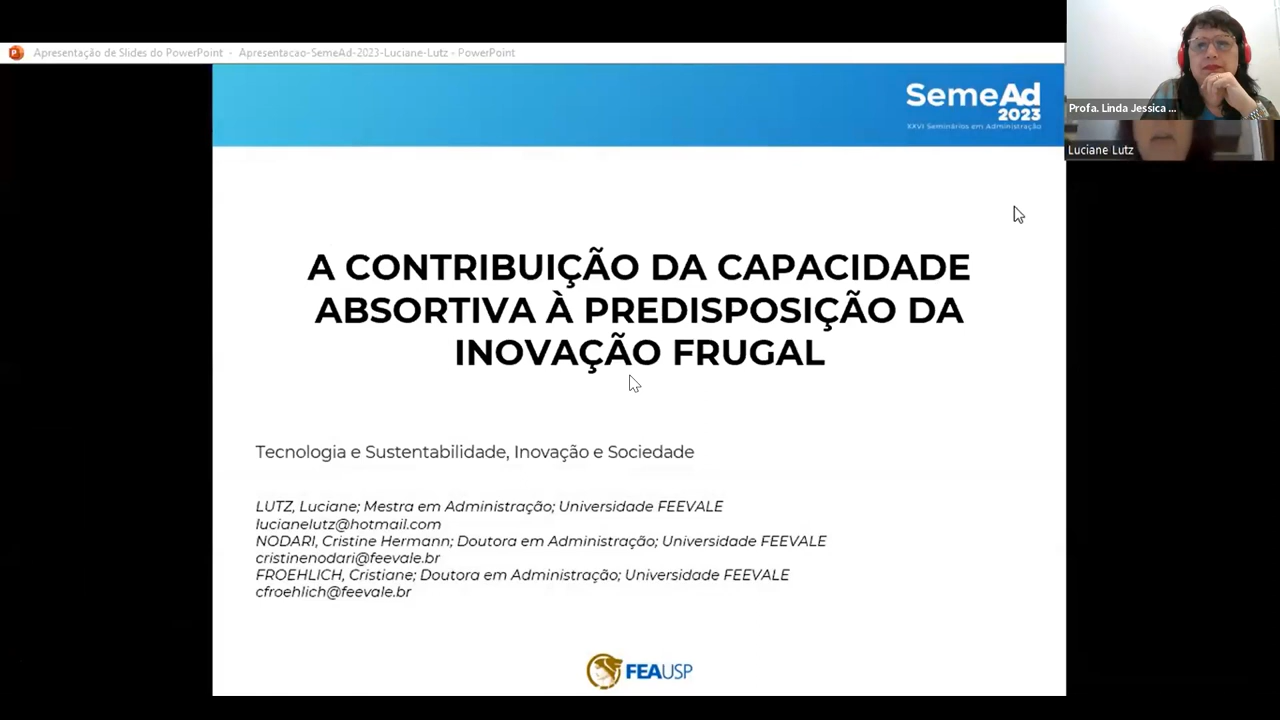 Apresentação de Slides do PowerPoint - Apresentacao-SemeAd-2023-Luciane-Lutz - PowerPoint
SemeAd
2023
XXVI Seminários em Administração
Profa. Linda Jessica ...
Luciane Lutz
A CONTRIBUIÇÃO DA CAPACIDADE
ABSORTIVA À PREDISPOSIÇÃO DA
INOVAÇÃO FRUGAL
Tecnologia e Sustentabilidade, Inovação e Sociedade
LUTZ, Luciane; Mestra em Administração; Universidade FEEVALE
lucianelutz@hotmail.com
NODARI, Cristine Hermann; Doutora em Administração; Universidade FEEVALE
cristinenodari@feevale.br
FROEHLICH, Cristiane; Doutora em Administração; Universidade FEEVALE
cfroehlich@feevale.br
FEAUSP